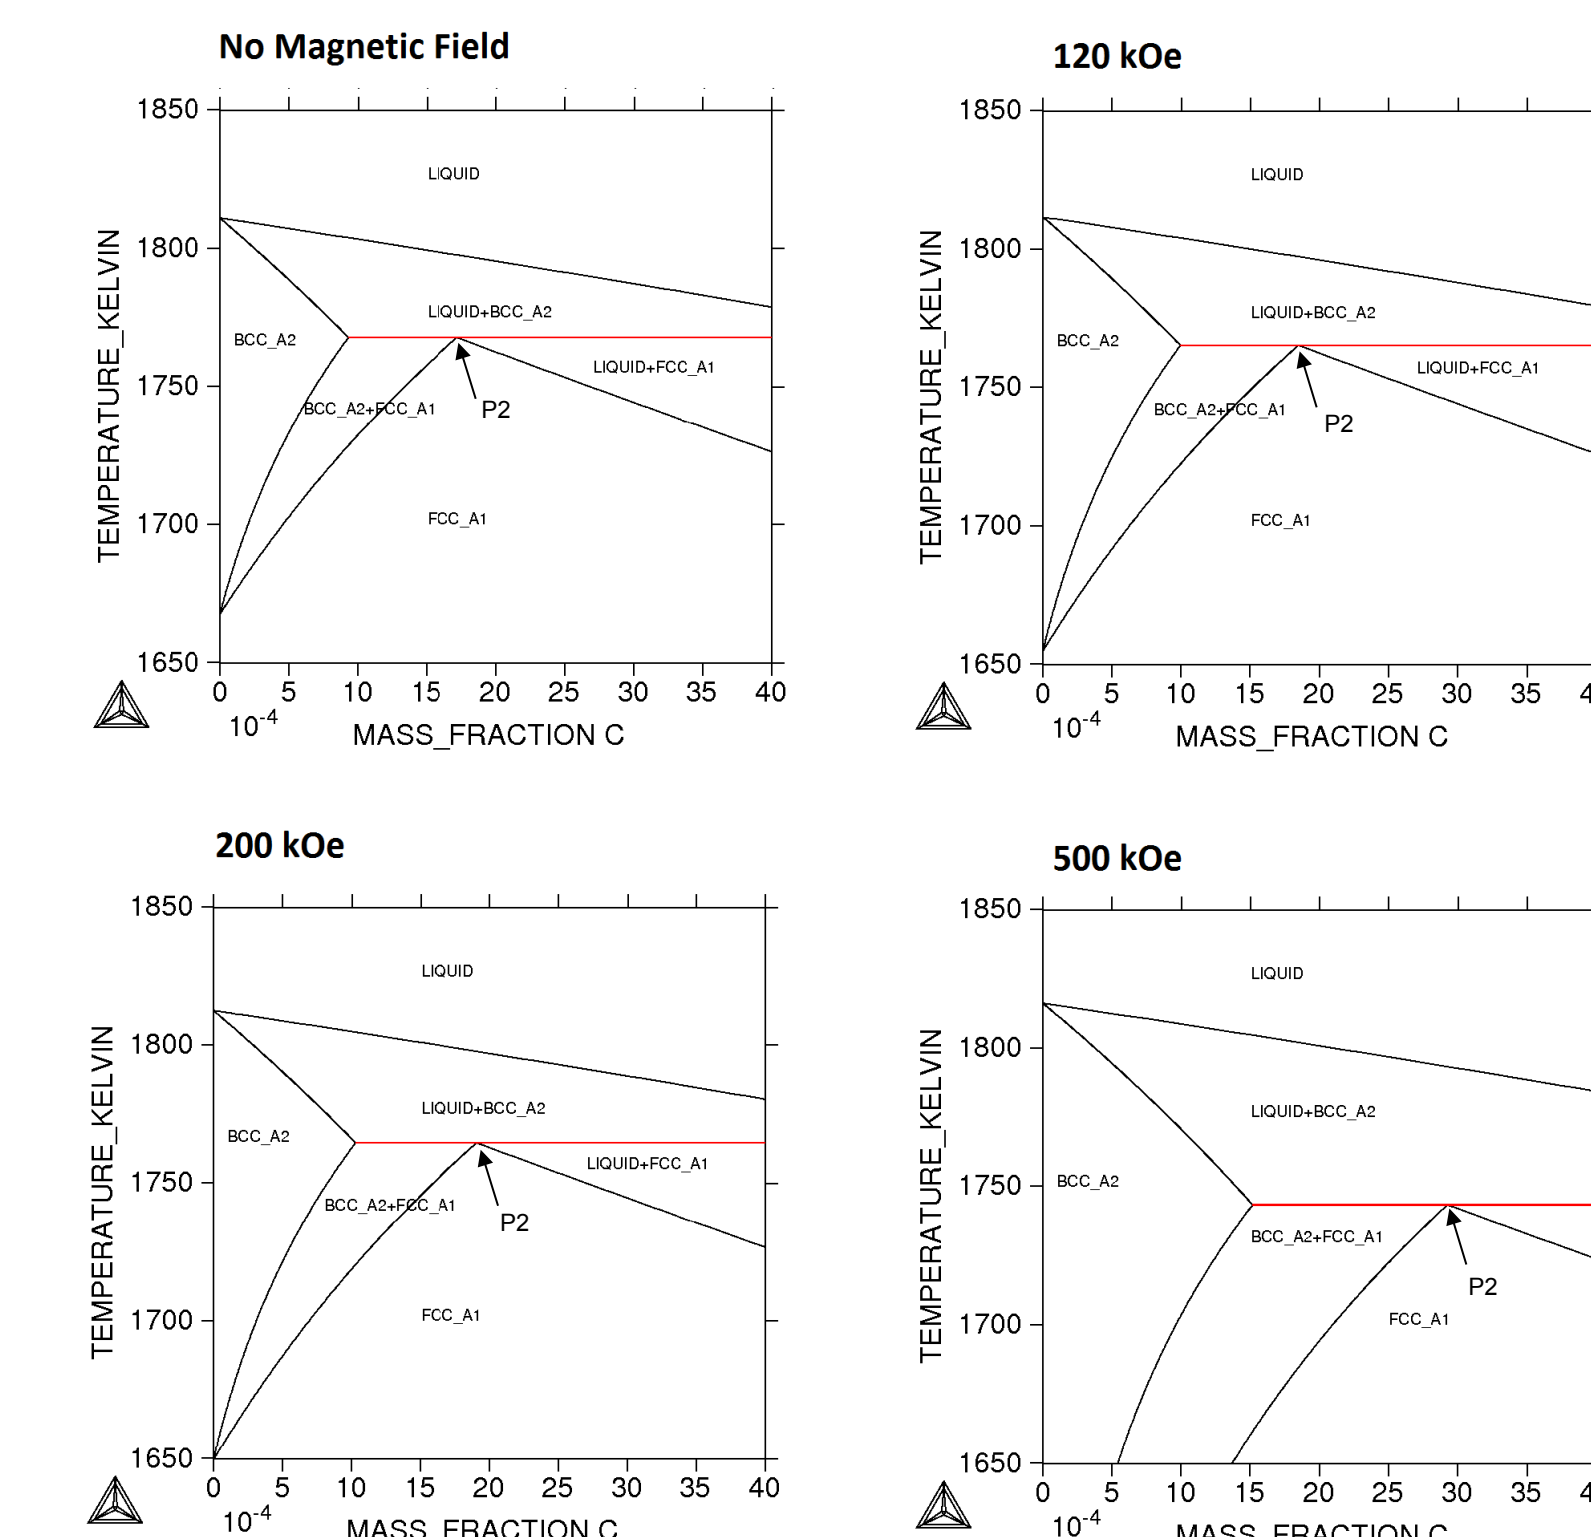 No Magnetic Field
1850
1800
1750
1700
1650
TEMPERATURE_KELVIN
LIQUID
LIQUID+BCC_A2
BCC_A2
LIQUID+FCC_A1
BCC_A2+FCC_A1
P2
FCC_A1
0 5 10 15 20 25 30 35 40
10-4
MASS_FRACTION C
120 kOe
1850
1800
1750
1700
1650
TEMPERATURE_KELVIN
LIQUID
LIQUID+BCC_A2
BCC_A2
LIQUID+FCC_A1
BCC_A2+FCC_A1
P2
FCC_A1
0 5 10 15 20 25 30 35 4
10-4
MASS_FRACTION C
200 kOe
1850
1800
1750
1700
1650
TEMPERATURE_KELVIN
LIQUID
LIQUID+BCC_A2
BCC_A2
LIQUID+FCC_A1
BCC_A2+FCC_A1
P2
FCC_A1
0 5 10 15 20 25 30 35 40
10-4
MASS_FRACTION C
500 kOe
1850
1800
1750
1700
1650
TEMPERATURE_KELVIN
LIQUID
LIQUID+BCC_A2
BCC_A2
BCC_A2+FCC_A1
P2
FCC_A1
0 5 10 15 20 25 30 35 4
10-4
MASS_FRACTION C